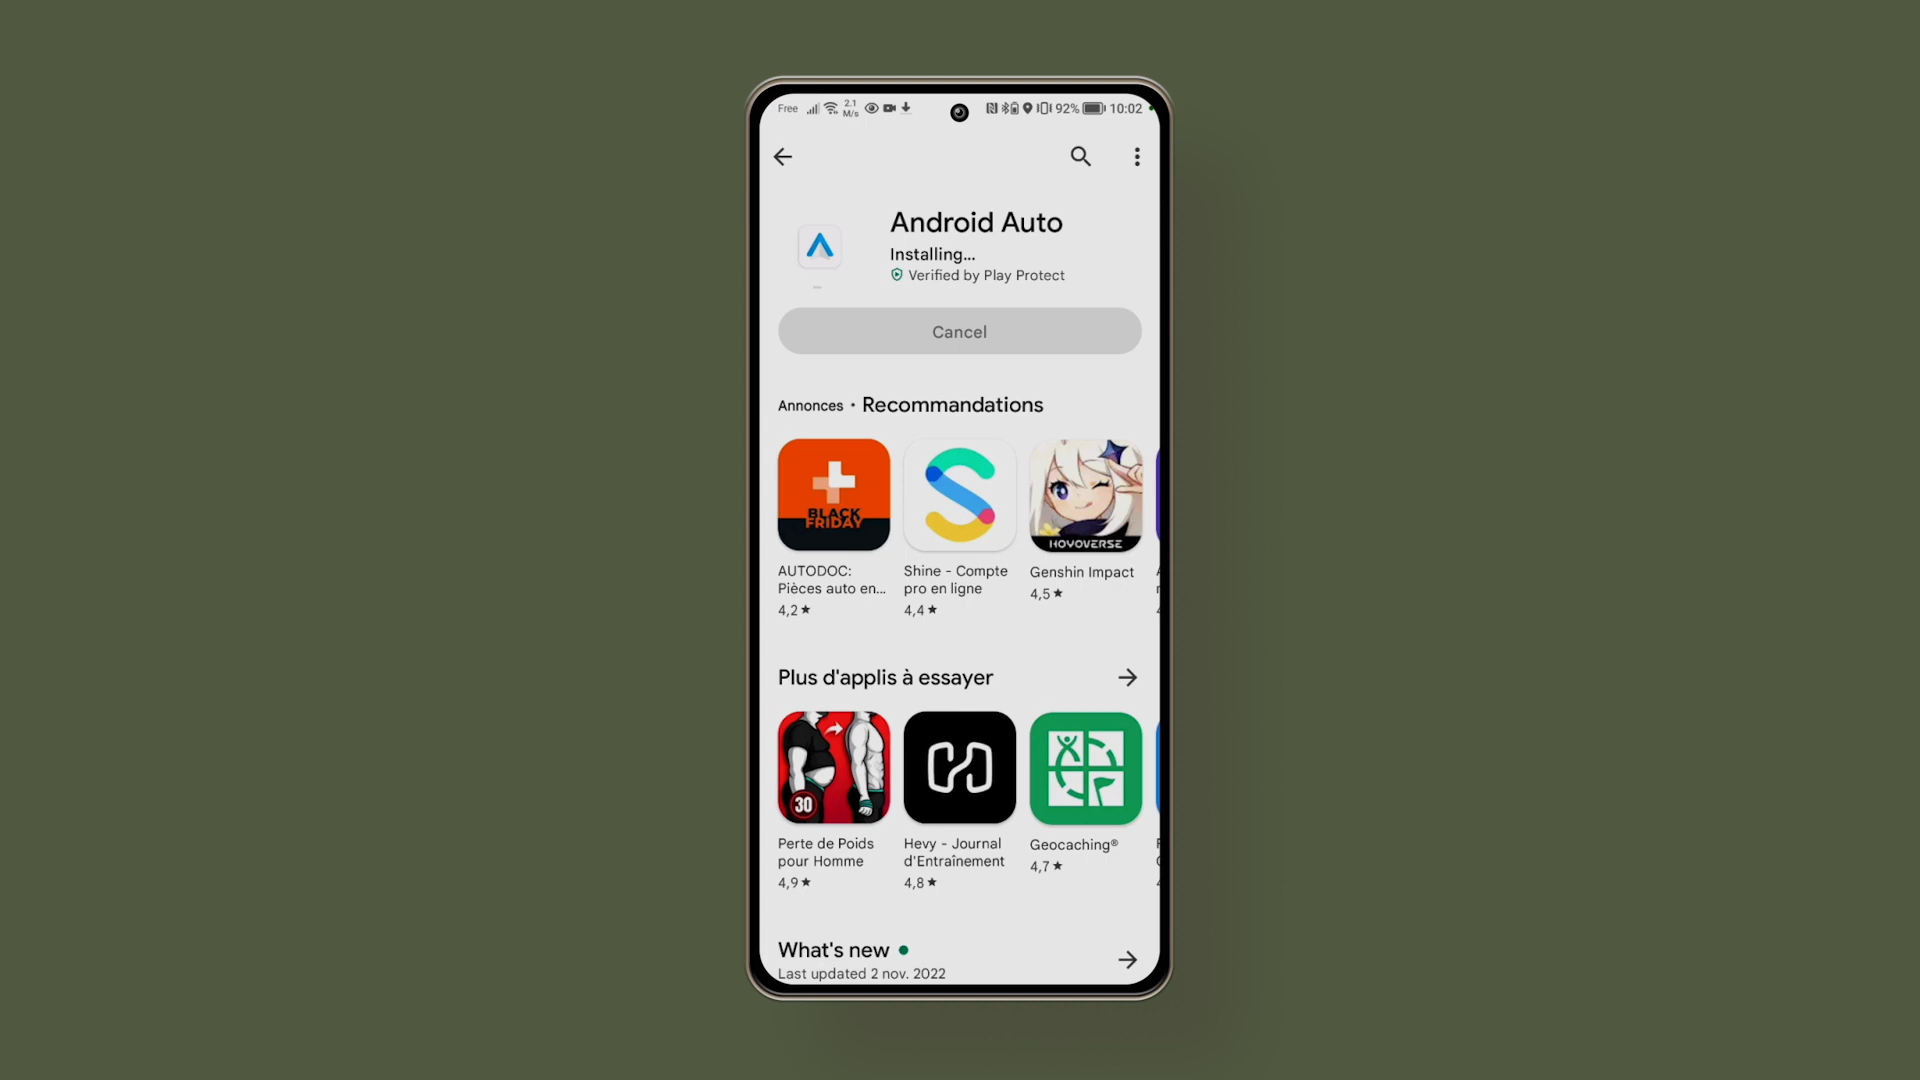 Free 2.1 M/s 92% 10:02
Android Auto
Installing...
Verified by Play Protect
Cancel
Annonces • Recommandations
BLACK
FRIDAY
HOYOVERSE
AUTODOC:
Pièces auto en...
4,2★
Shine - Compte
pro en ligne
4,4★
Genshin Impact
4,5★
Plus d'applis à essayer
30
Perte de Poids
pour Homme
4,9★
Hevy - Journal
d'Entraînement
4,8★
Geocaching®
4,7★
What's new
Last updated 2 nov. 2022